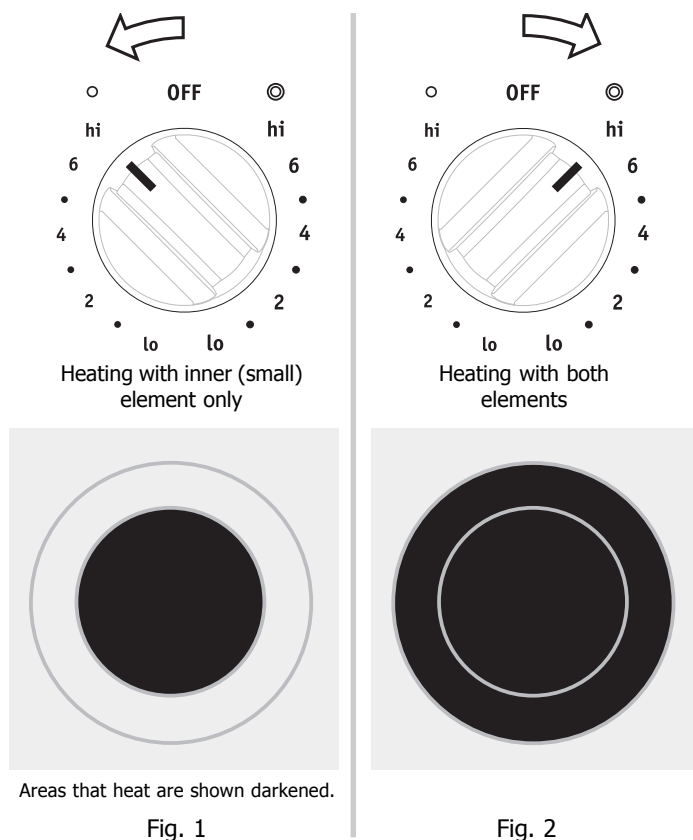 OFF
hi hi
6 6
4 4
2 2
lo lo
Heating with inner (small)
element only
Areas that heat are shown darkened.
Fig. 1
OFF
hi hi
6 6
4 4
2 2
lo lo
Heating with both
elements
Fig. 2